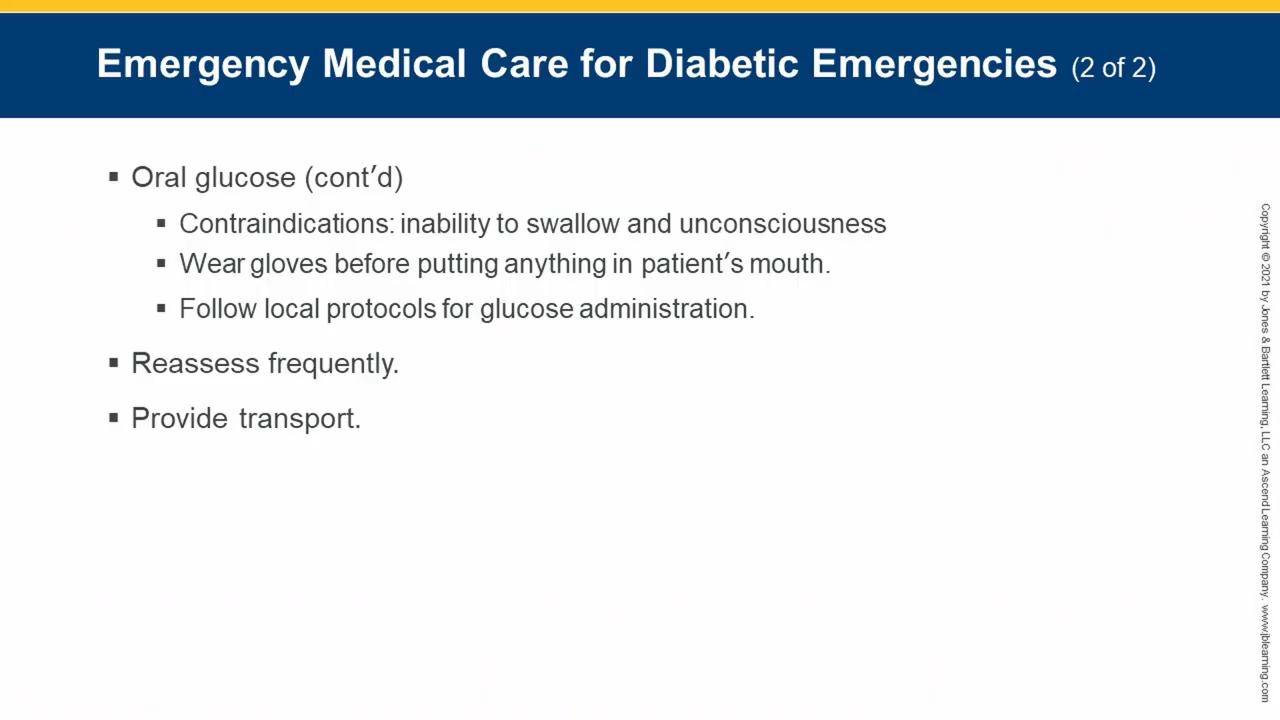 Emergency Medical Care for Diabetic Emergencies (2 of 2)
▪ Oral glucose (cont’d)
▪ Contraindications: inability to swallow and unconsciousness
▪ Wear gloves before putting anything in patient’s mouth.
▪ Follow local protocols for glucose administration.
▪ Reassess frequently.
▪ Provide transport.
Copyright © 2021 by Jones & Bartlett Learning, LLC an Ascend Learning Company. www.jblearning.com